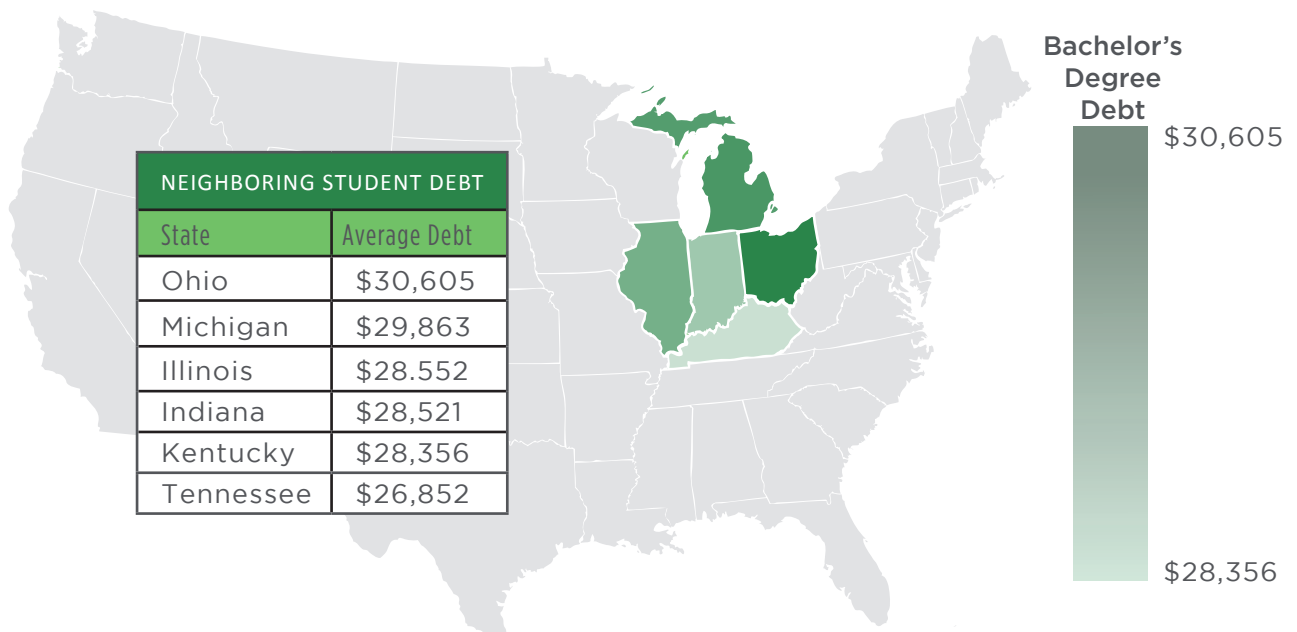 NEIGHBORING STUDENT DEBT
State Average Debt
Ohio $30,605
Michigan $29,863
Illinois $28.552
Indiana $28,521
Kentucky $28,356
Tennessee $26,852
Bachelor’s
Degree
Debt
$30,605
$28,356